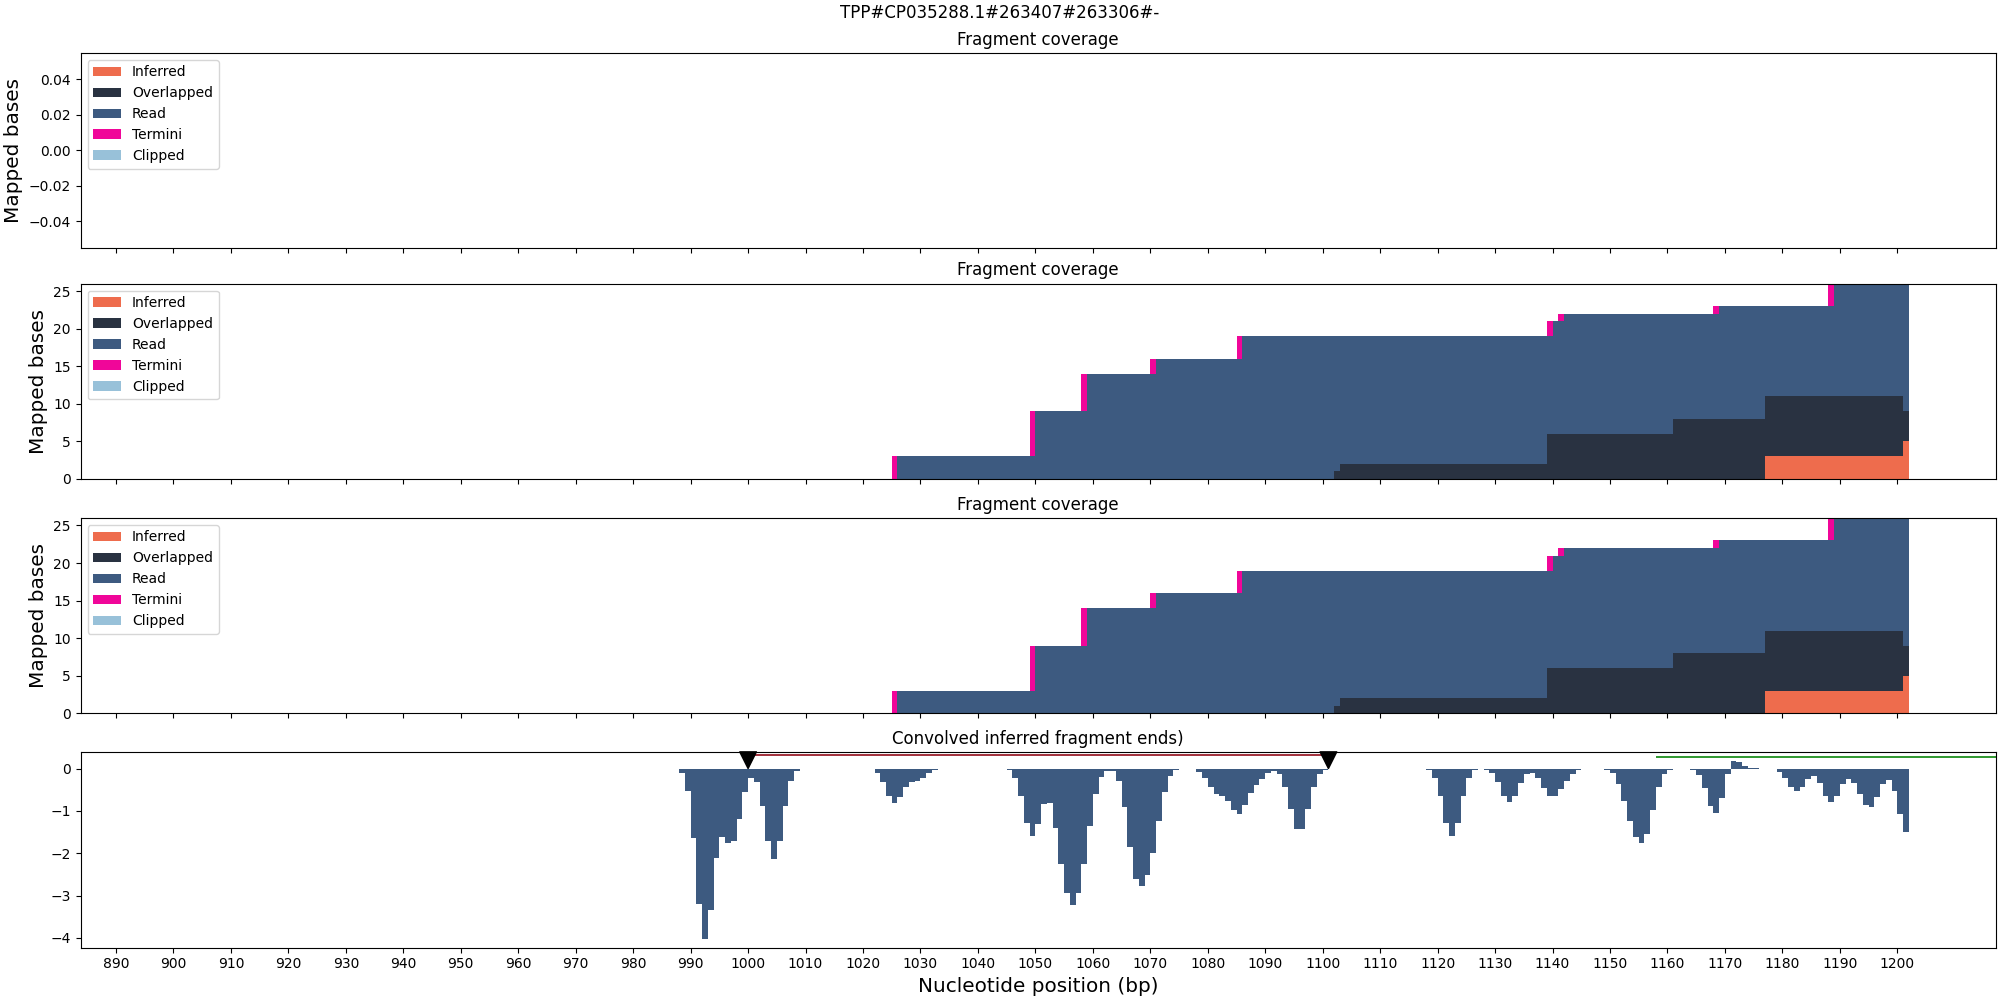 TPP#CP035288.1#263407#263306#-
Fragment coverage
Mapped bases
0.04
0.02
0.00
−0.02
−0.04
Inferred
Overlapped
Read
Termini
Clipped
Fragment coverage
Mapped bases
25
20
15
10
5
0
Inferred
Overlapped
Read
Termini
Clipped
Fragment coverage
Mapped bases
25
20
15
10
5
0
Inferred
Overlapped
Read
Termini
Clipped
Convolved inferred fragment ends)
0
−1
−2
−3
−4
890 900 910 920 930 940 950 960 970 980 990 1000 1010 1020 1030 1040 1050 1060 1070 1080 1090 1100 1110 1120 1130 1140 1150 1160 1170 1180 1190 1200
Nucleotide position (bp)